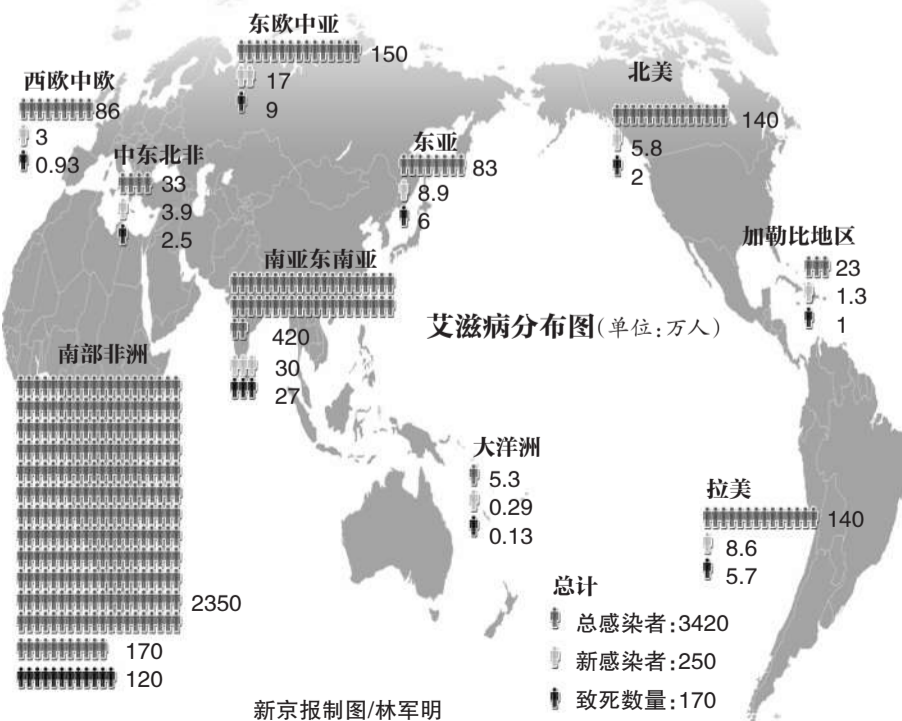 东欧中亚
150
17
9
西欧中欧
86
3
0.93
中东北非
33
3.9
2.5
东亚
83
8.9
6
北美
140
5.8
2
加勒比地区
23
1.3
1
南亚东南亚
420
30
27
艾滋病分布图(单位:万人)
南部非洲
2350
170
120
大洋洲
5.3
0.29
0.13
拉美
140
8.6
5.7
总计
总感染者:3420
新感染者:250
致死数量:170
新京报制图/林军明